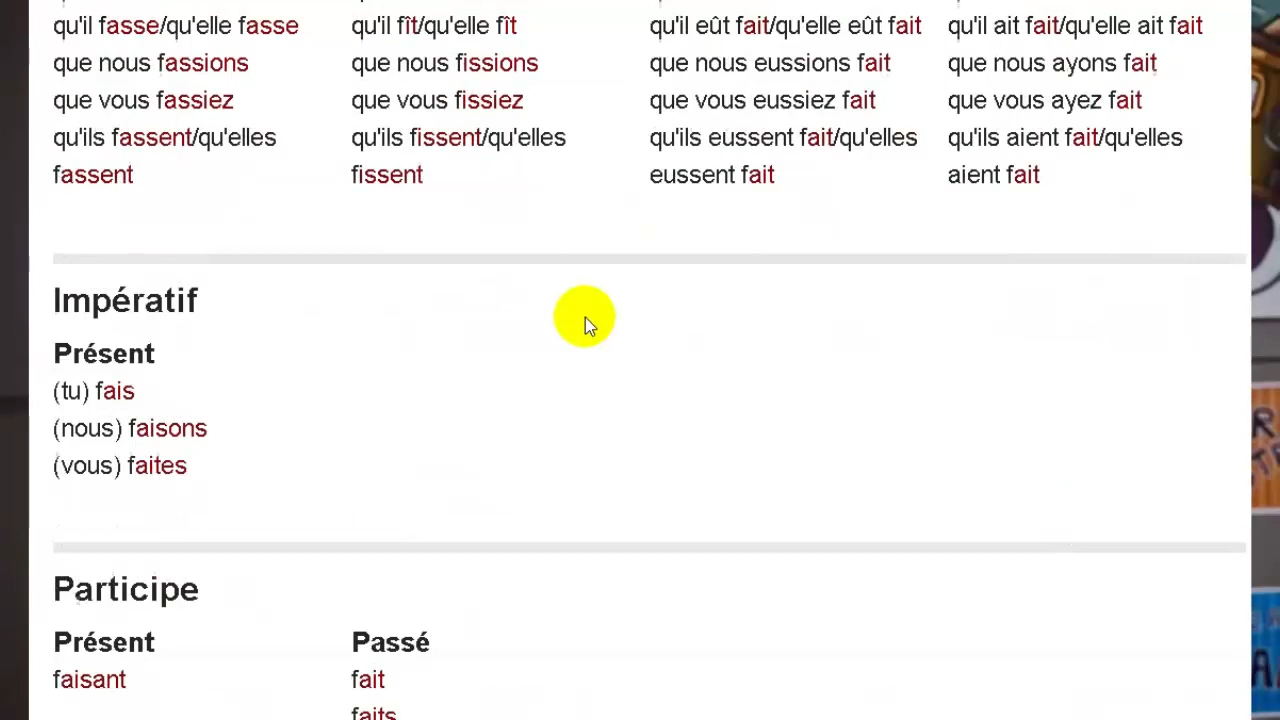 qu'il fasse/qu'elle fasse
que nous fassions
que vous fassiez
qu'ils fassent/qu'elles
fassent
qu'il fît/qu'elle fît
que nous fissions
que vous fissiez
qu'ils fissent/qu'elles
fissent
qu'il eût fait/qu'elle eût fait
que nous eussions fait
que vous eussiez fait
qu'ils eussent fait/qu'elles
eussent fait
qu'il ait fait/qu'elle ait fait
que nous ayons fait
que vous ayez fait
qu'ils aient fait/qu'elles
aient fait
Impératif
Présent
(tu) fais
(nous) faisons
(vous) faites
Participe
Présent
faisant
Passé
fait
faits